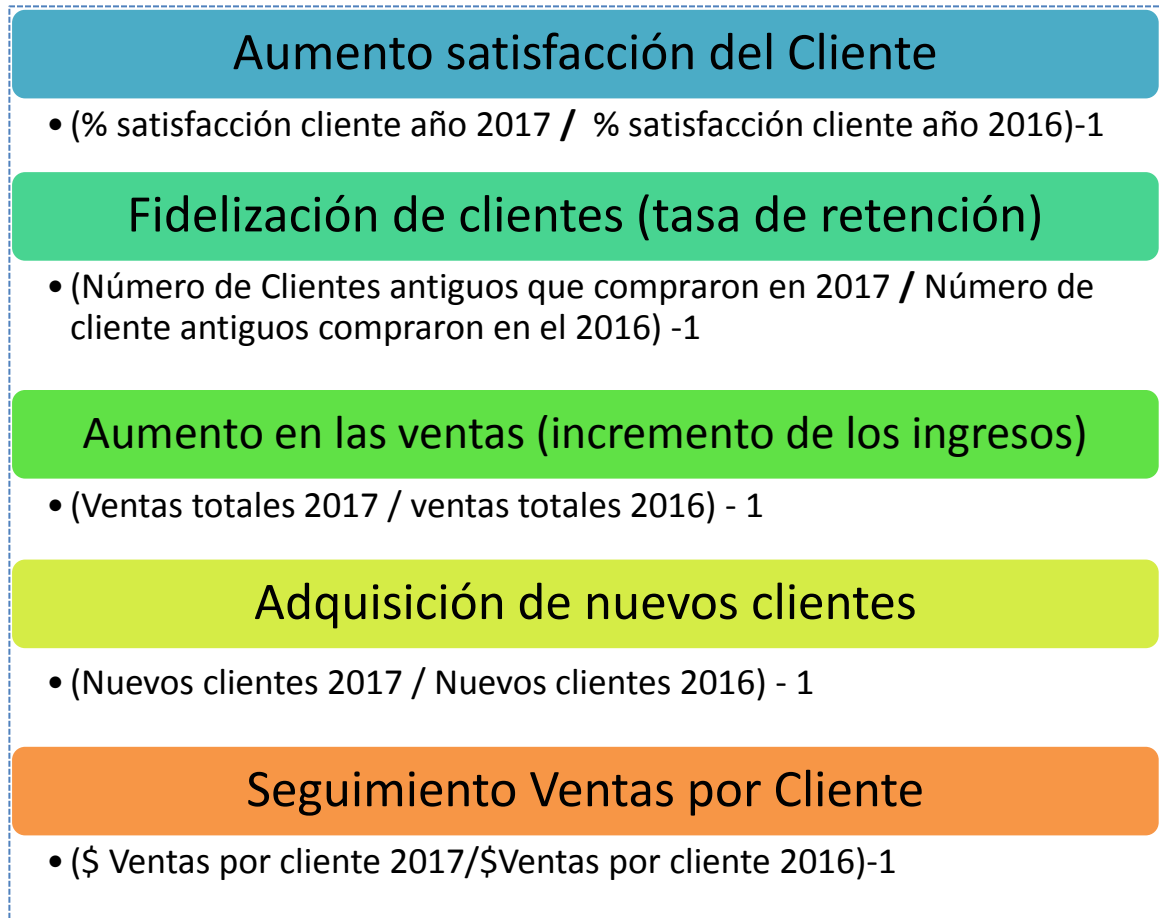 Aumento satisfacción del Cliente
• (% satisfacción cliente año 2017 / % satisfacción cliente año 2016)-1
Fidelización de clientes (tasa de retención)
• (Número de Clientes antiguos que compraron en 2017 / Número de
cliente antiguos compraron en el 2016) -1
Aumento en las ventas (incremento de los ingresos)
• (Ventas totales 2017 / ventas totales 2016) - 1
Adquisición de nuevos clientes
• (Nuevos clientes 2017 / Nuevos clientes 2016) - 1
Seguimiento Ventas por Cliente
• ($ Ventas por cliente 2017/$Ventas por cliente 2016)-1